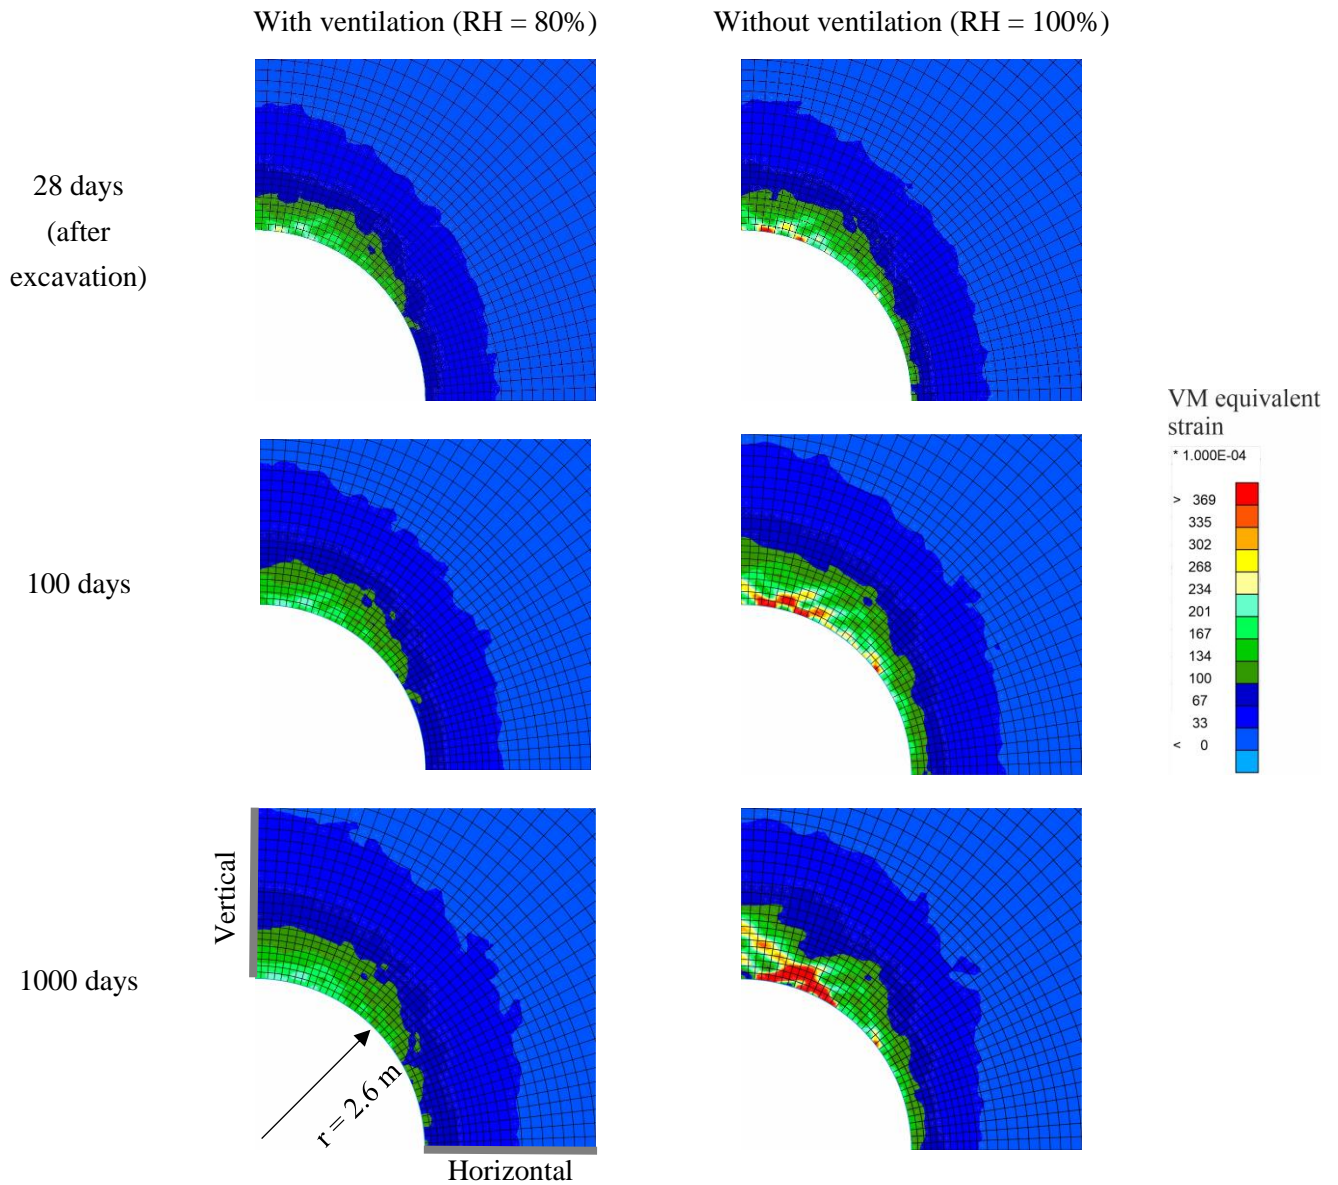 With ventilation (RH = 80%)
Without ventilation (RH = 100%)
28 days
(after
excavation)
VM equivalent
strain
* 1.000E-04
> 369
335
302
268
234
201
167
134
100
67
33
< 0
100 days
Vertical
1000 days
r = 2.6 m
Horizontal